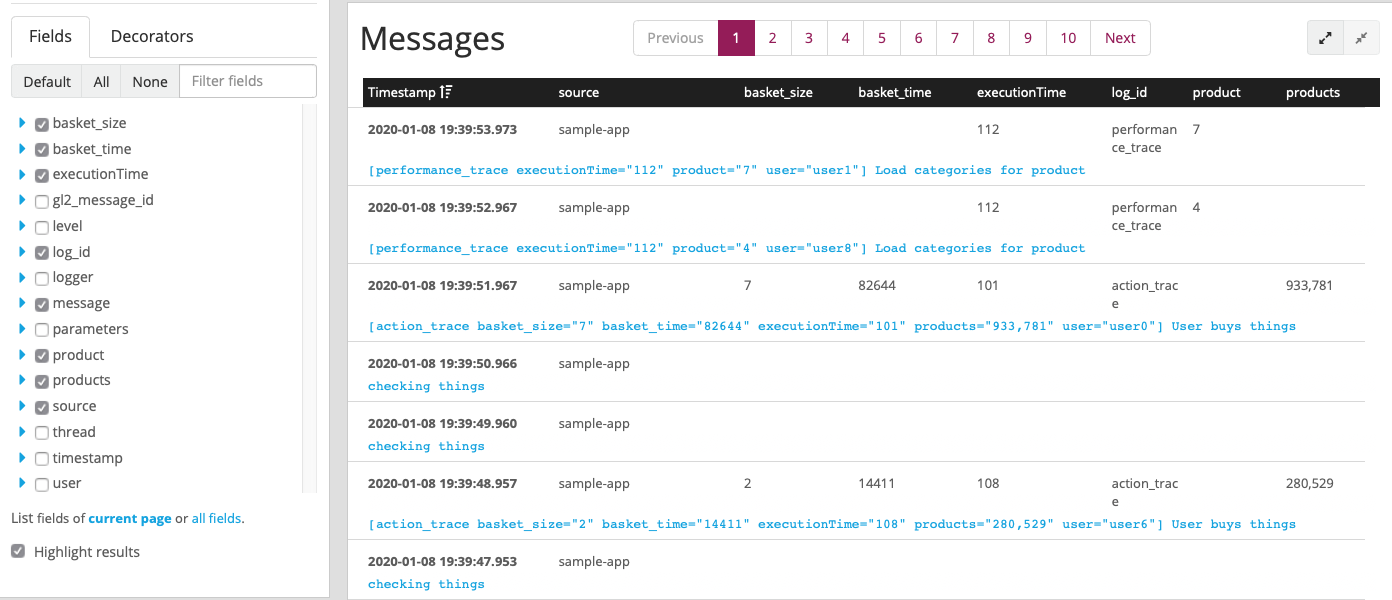 Fields Decorators
Default All None Filter fields
basket_size
basket_time
executionTime
gl2_message_id
level
log_id
logger
message
parameters
product
products
source
thread
timestamp
user
List fields of current page or all fields.
Highlight results
Messages
Previous 1 2 3 4 5 6 7 8 9 10 Next
Timestamp source basket_size basket_time executionTime log_id product products
2020-01-08 19:39:53.973 sample-app 112 performan 7
ce_trace
[performance_trace executionTime="112" product="7" user="user1"] Load categories for product
2020-01-08 19:39:52.967 sample-app 112 performan 4
ce_trace
[performance_trace executionTime="112" product="4" user="user8"] Load categories for product
2020-01-08 19:39:51.967 sample-app 7 82644 101 action_trac 933,781
e
[action_trace basket_size="7" basket_time="82644" executionTime="101" products="933,781" user="user0"] User buys things
2020-01-08 19:39:50.966 sample-app
checking things
2020-01-08 19:39:49.960 sample-app
checking things
2020-01-08 19:39:48.957 sample-app 2 14411 108 action_trac 280,529
e
[action_trace basket_size="2" basket_time="14411" executionTime="108" products="280,529" user="user6"] User buys things
2020-01-08 19:39:47.953 sample-app
checking things